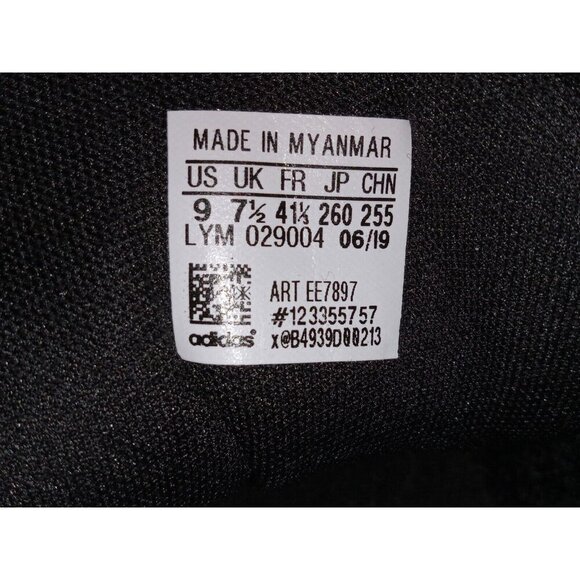 MADE IN MYANMAR
US UK FR JP CHN
9 7½ 41⅓ 260 255
LYM 029004 06/19
ART EE7897
#123355757
adidas x@B4939D00213